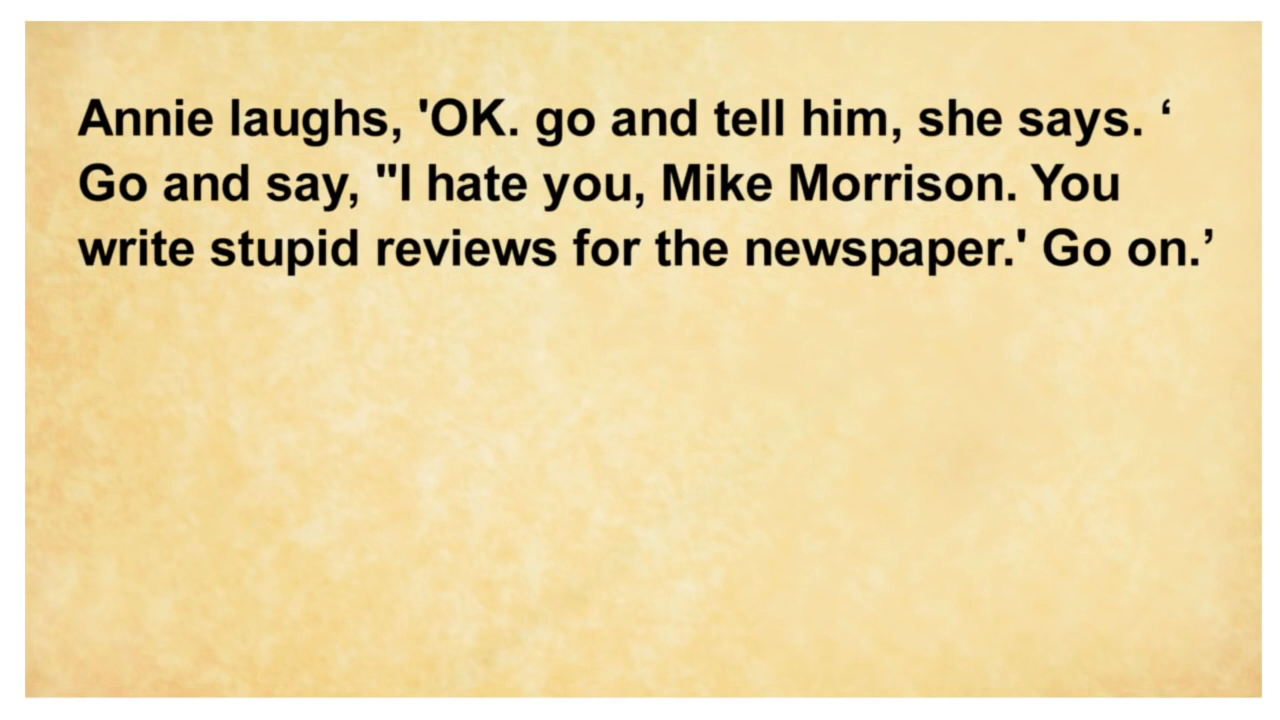 Annie laughs, 'OK. go and tell him, she says. ‘
Go and say, "I hate you, Mike Morrison. You
write stupid reviews for the newspaper.' Go on.’